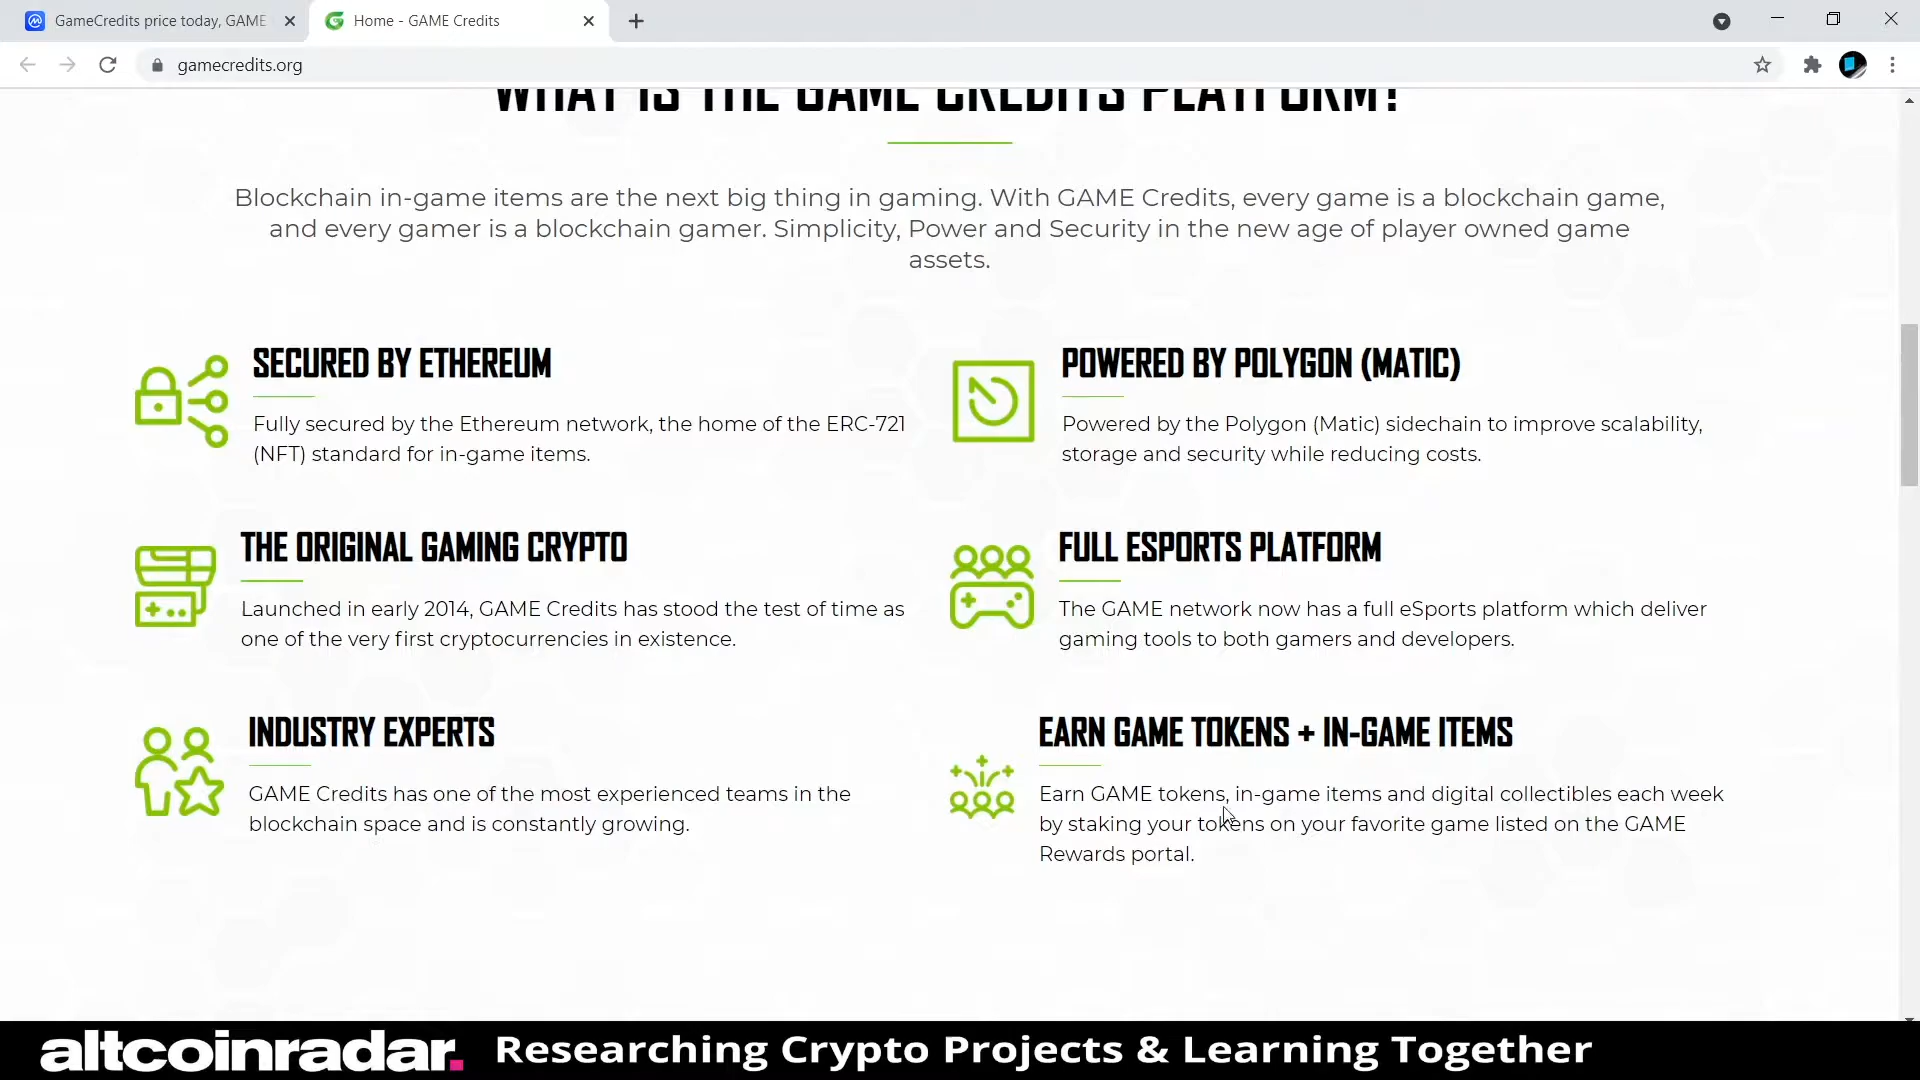 GameCredits price today, GAME
Home - GAME Credits
gamecredits.org
WHAT IS THE GAME CREDITS PLATFORM?
Blockchain in-game items are the next big thing in gaming. With GAME Credits, every game is a blockchain game,
and every gamer is a blockchain gamer. Simplicity, Power and Security in the new age of player owned game
assets.
SECURED BY ETHEREUM
Fully secured by the Ethereum network, the home of the ERC-721
(NFT) standard for in-game items.
POWERED BY POLYGON (MATIC)
Powered by the Polygon (Matic) sidechain to improve scalability,
storage and security while reducing costs.
THE ORIGINAL GAMING CRYPTO
Launched in early 2014, GAME Credits has stood the test of time as
one of the very first cryptocurrencies in existence.
FULL ESPORTS PLATFORM
The GAME network now has a full eSports platform which deliver
gaming tools to both gamers and developers.
INDUSTRY EXPERTS
GAME Credits has one of the most experienced teams in the
blockchain space and is constantly growing.
EARN GAME TOKENS + IN-GAME ITEMS
Earn GAME tokens, in-game items and digital collectibles each week
by staking your tokens on your favorite game listed on the GAME
Rewards portal.
altcoinradar. Researching Crypto Projects & Learning Together